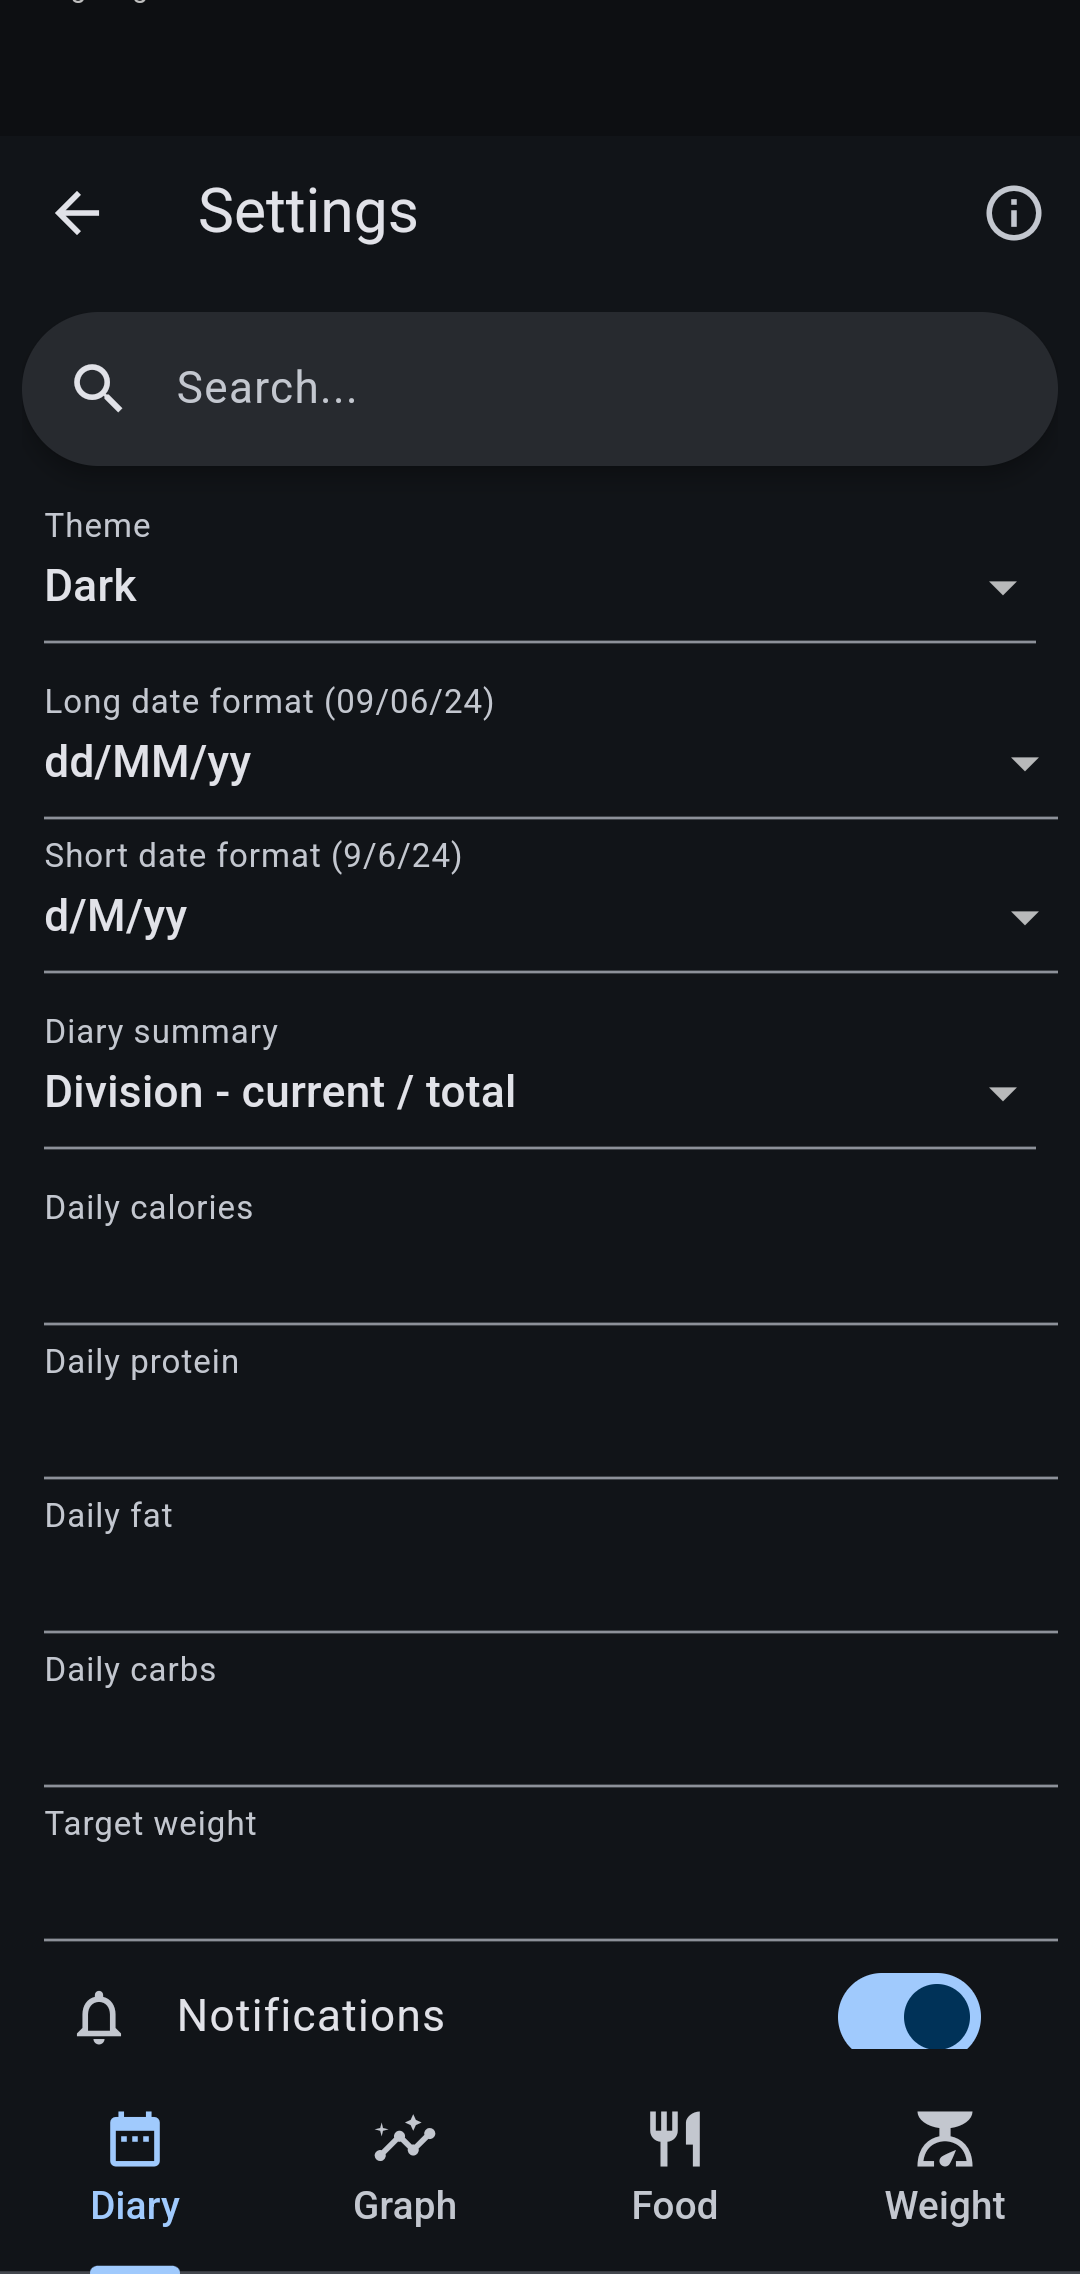 Settings
Search...
Theme
Dark
Long date format (09/06/24)
dd/MM/yy
Short date format (9/6/24)
d/M/yy
Diary summary
Division - current / total
Daily calories
Daily protein
Daily fat
Daily carbs
Target weight
Notifications
Diary
Graph
Food
Weight